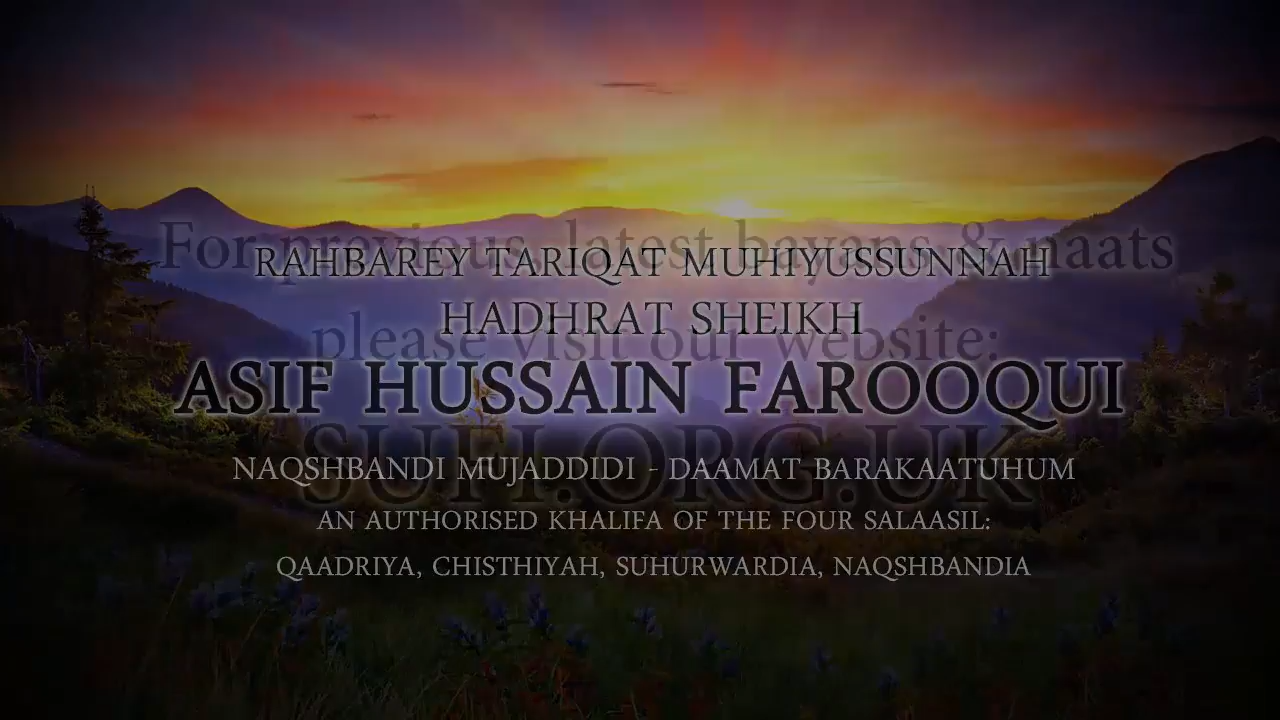 For previous, latest bayans & naats
RAHBAREY TARIQAT MUHIYUSSUNNAH
HADHRAT SHEIKH
please visit our website:
ASIF HUSSAIN FAROOQUI
SUFI.ORG.UK
NAQSHBANDI MUJADDIDI - DAAMAT BARAKAATUHUM
AN AUTHORISED KHALIFA OF THE FOUR SALAASIL:
QAADRIYA, CHISTHIYAH, SUHURWARDIA, NAQSHBANDIA